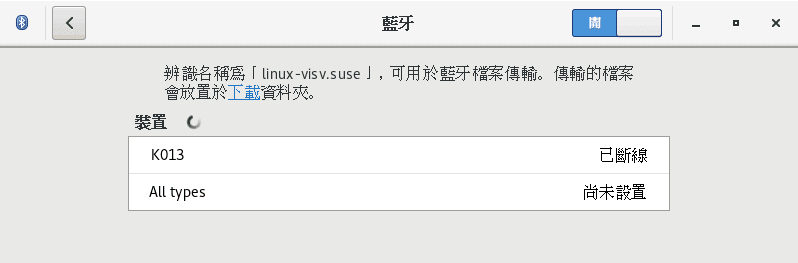 藍牙
開
辨識名稱為「linux-visv.suse」，可用於藍牙檔案傳輸。傳輸的檔案
會放置於下載資料夾。
裝置
K013 已斷線
All types 尚未設置